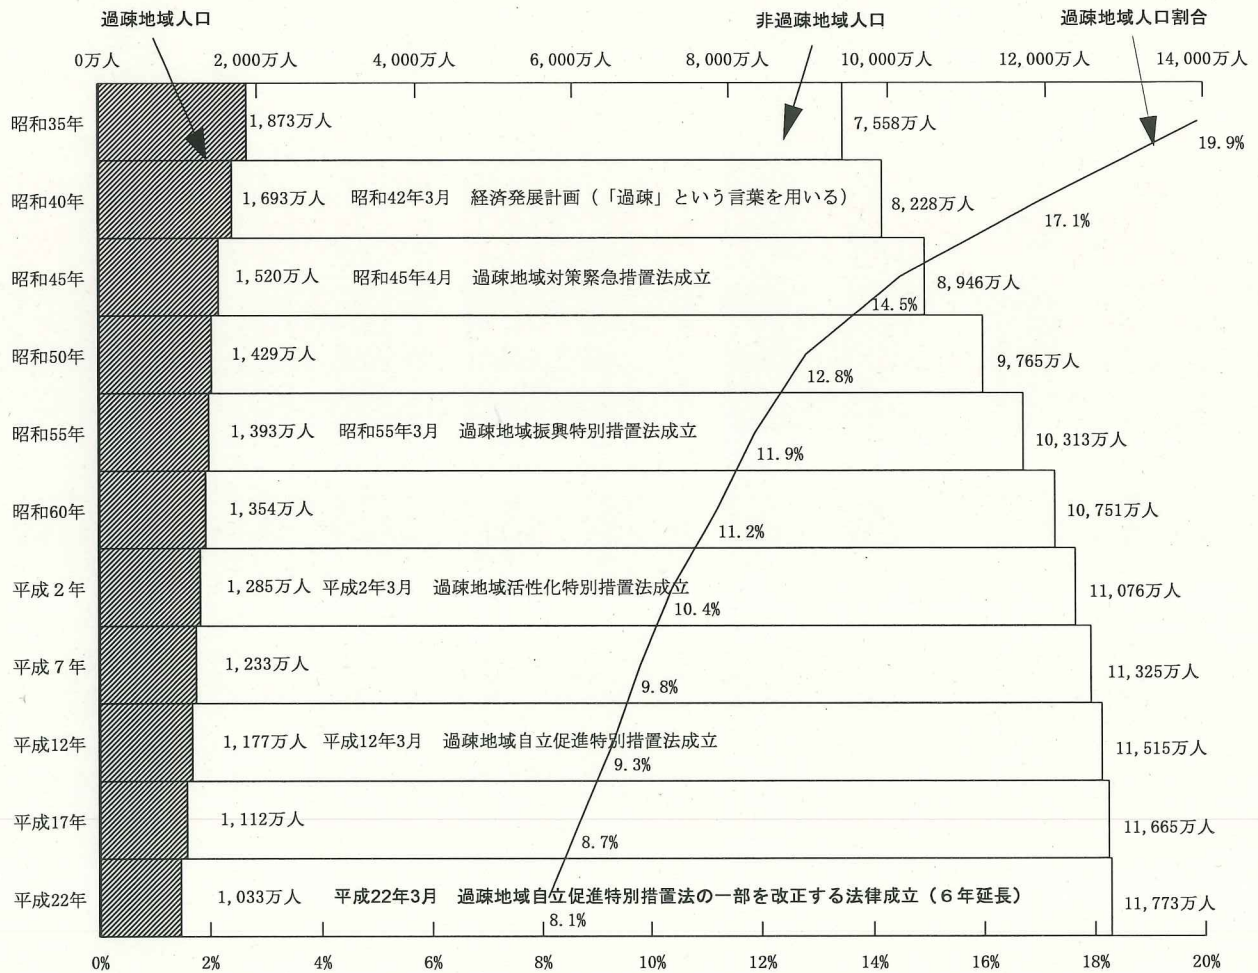 過疎地域人口 非過疎地域人口 過疎地域人口割合
0万人 2,000万人 4,000万人 6,000万人 8,000万人 10,000万人 12,000万人 14,000万人
昭和35年 1,873万人 7,558万人 19.9%
昭和40年 1,693万人 昭和42年3月 経済発展計画(「過疎」という言葉を用いる) 8,228万人 17.1%
昭和45年 1,520万人 昭和45年4月 過疎地域対策緊急措置法成立 14.5% 8,946万人
昭和50年 1,429万人 12.8% 9,765万人
昭和55年 1,393万人 昭和55年3月 過疎地域振興特別措置法成立 11.9% 10,313万人
昭和60年 1,354万人 11.2% 10,751万人
平成2年 1,285万人 平成2年3月 過疎地域活性化特別措置法成立 10.4% 11,076万人
平成7年 1,233万人 9.8% 11,325万人
平成12年 1,177万人 平成12年3月 過疎地域自立促進特別措置法成立 9.3% 11,515万人
平成17年 1,112万人 8.7% 11,665万人
平成22年 1,033万人 平成22年3月 過疎地域自立促進特別措置法の一部を改正する法律成立(6年延長) 8.1% 11,773万人
0% 2% 4% 6% 8% 10% 12% 14% 16% 18% 20%